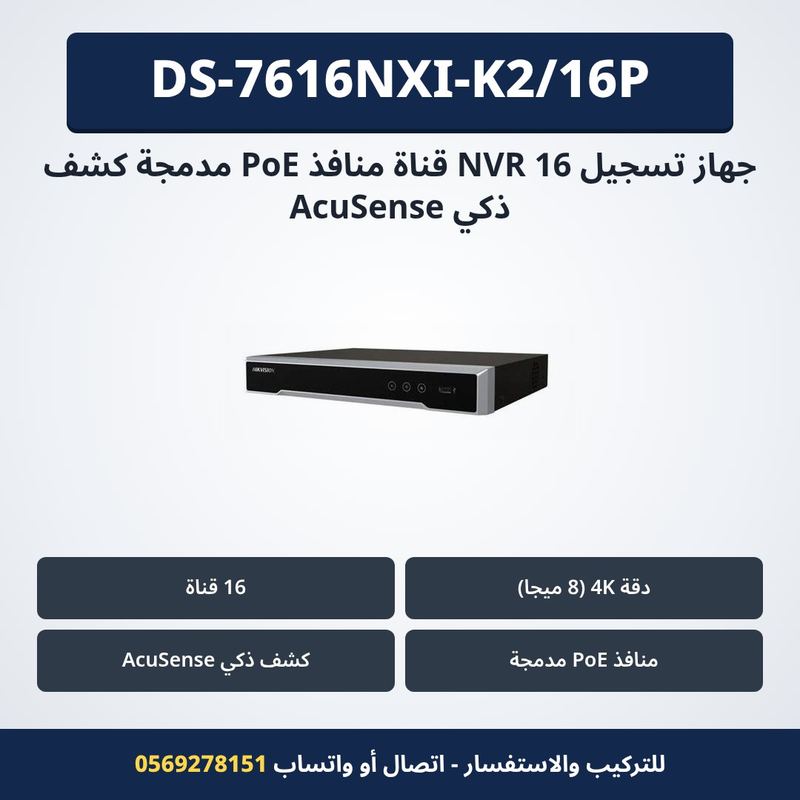 DS-7616NXI-K2/16P
جهاز تسجيل NVR 16 قناة منافذ PoE مدمجة كشف
ذكي AcuSense
HIKVISION
دقة 4K (8 ميجا)
16 قناة
منافذ PoE مدمجة
كشف ذكي AcuSense
للتركيب والاستفسار - اتصال أو واتساب 0569278151